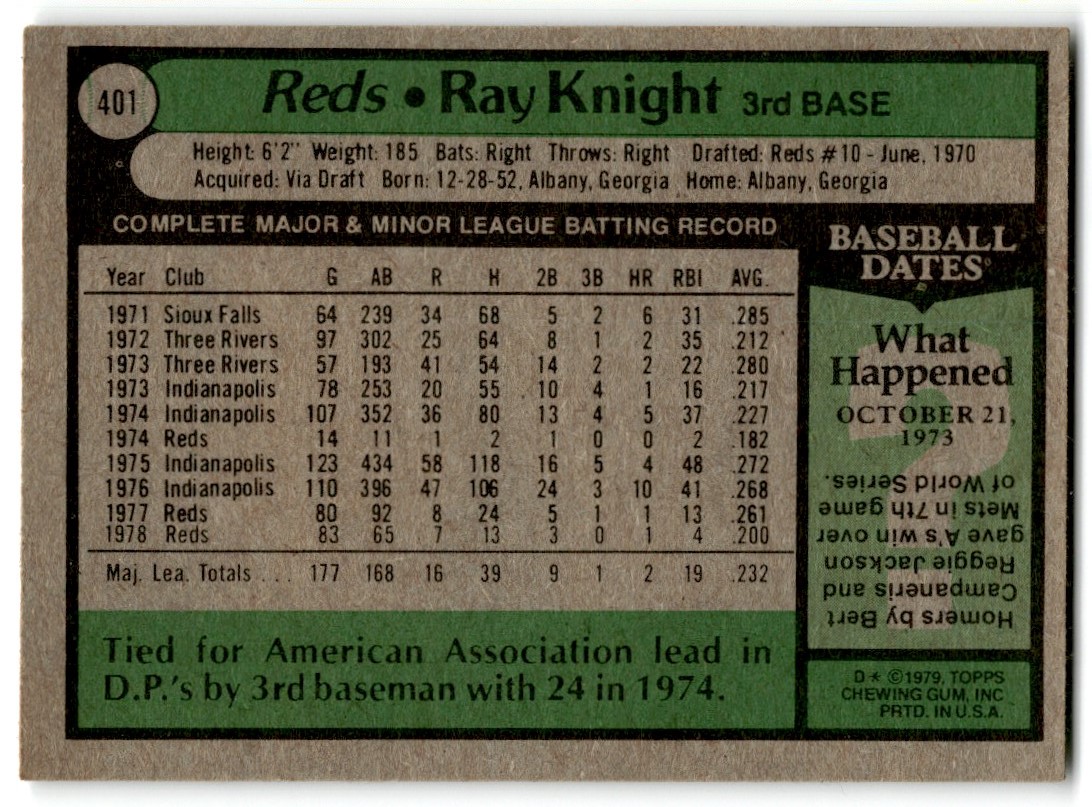 401
Reds • Ray Knight 3rd BASE
Height: 6'2" Weight: 185 Bats: Right Throws: Right Drafted: Reds #10 - June, 1970
Acquired: Via Draft Born: 12-28-52, Albany, Georgia Home: Albany, Georgia
COMPLETE MAJOR & MINOR LEAGUE BATTING RECORD
Year Club G AB R H 2B 3B HR RBI AVG.
1971 Sioux Falls 64 239 34 68 5 2 6 31 .285
1972 Three Rivers 97 302 25 64 8 1 2 35 .212
1973 Three Rivers 57 193 41 54 14 2 2 22 .280
1973 Indianapolis 78 253 20 55 10 4 1 16 .217
1974 Indianapolis 107 352 36 80 13 4 5 37 .227
1974 Reds 14 11 1 2 1 0 0 2 .182
1975 Indianapolis 123 434 58 118 16 5 4 48 .272
1976 Indianapolis 110 396 47 106 24 3 10 41 .268
1977 Reds 80 92 8 24 5 1 1 13 .261
1978 Reds 83 65 7 13 3 0 1 4 .200
Maj. Lea. Totals . . . 177 168 16 39 9 1 2 19 .232
Tied for American Association lead in
D.P.'s by 3rd baseman with 24 in 1974.
BASEBALL
DATES
What
Happened
OCTOBER 21,
1973
?
Homers by Bert
Campaneris and
Reggie Jackson
gave A's win over
Mets in 7th game
of World Series.
D* ©1979, TOPPS
CHEWING GUM, INC
PRTD. IN U.S.A.